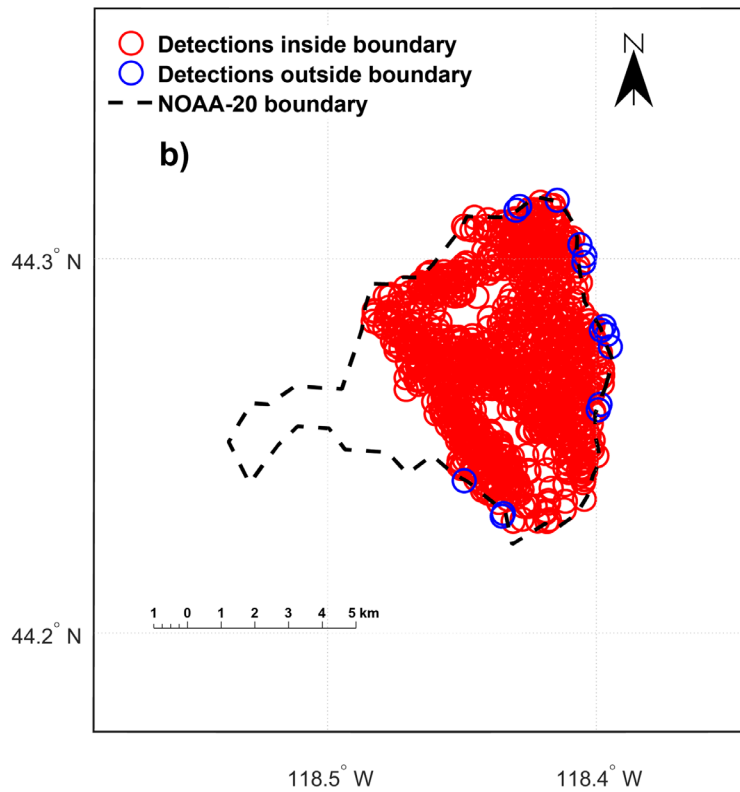 Detections inside boundary
Detections outside boundary
NOAA-20 boundary
N
b)
44.3° N
1 0 1 2 3 4 5 km
44.2° N
118.5° W 118.4° W